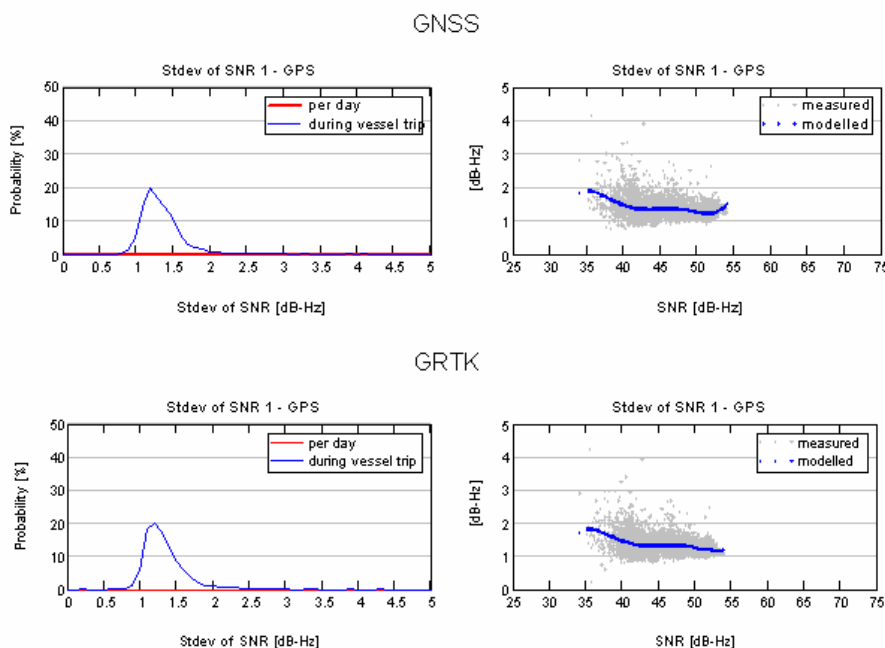 GNSS
Stdev of SNR 1 - GPS
Probability [%]
50
40
30
20
10
0
per day
during vessel trip
0 0.5 1 1.5 2 2.5 3 3.5 4 4.5 5
Stdev of SNR [dB-Hz]
Stdev of SNR 1 - GPS
[dB-Hz]
5
4
3
2
1
0
measured
modelled
25 30 35 40 45 50 55 60 65 70 75
SNR [dB-Hz]
GRTK
Stdev of SNR 1 - GPS
Probability [%]
50
40
30
20
10
0
per day
during vessel trip
0 0.5 1 1.5 2 2.5 3 3.5 4 4.5 5
Stdev of SNR [dB-Hz]
Stdev of SNR 1 - GPS
[dB-Hz]
5
4
3
2
1
0
measured
modelled
25 30 35 40 45 50 55 60 65 70 75
SNR [dB-Hz]